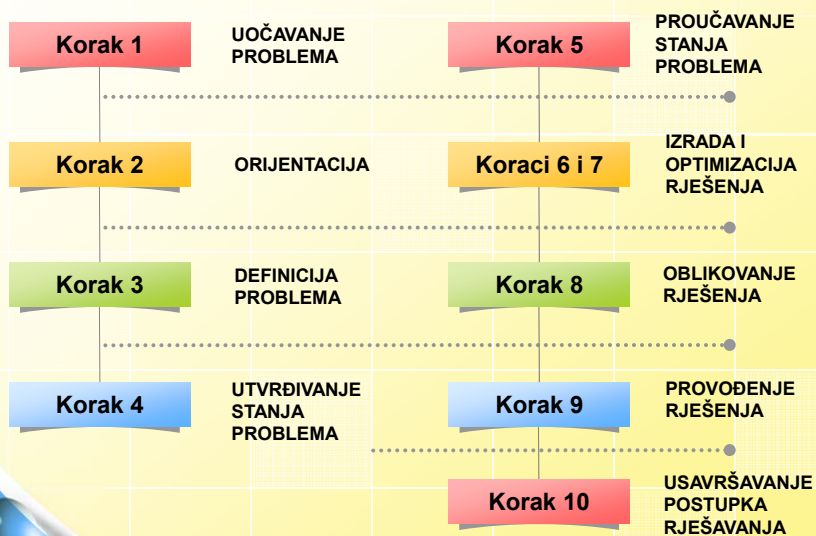 Korak 1
UOČAVANJE
PROBLEMA
Korak 2
ORIJENTACIJA
Korak 3
DEFINICIJA
PROBLEMA
Korak 4
UTVRĐIVANJE
STANJA
PROBLEMA
Korak 5
PROUČAVANJE
STANJA
PROBLEMA
Koraci 6 i 7
IZRADA I
OPTIMIZACIJA
RJEŠENJA
Korak 8
OBLIKOVANJE
RJEŠENJA
Korak 9
PROVOĐENJE
RJEŠENJA
Korak 10
USAVRŠAVANJE
POSTUPKA
RJEŠAVANJA